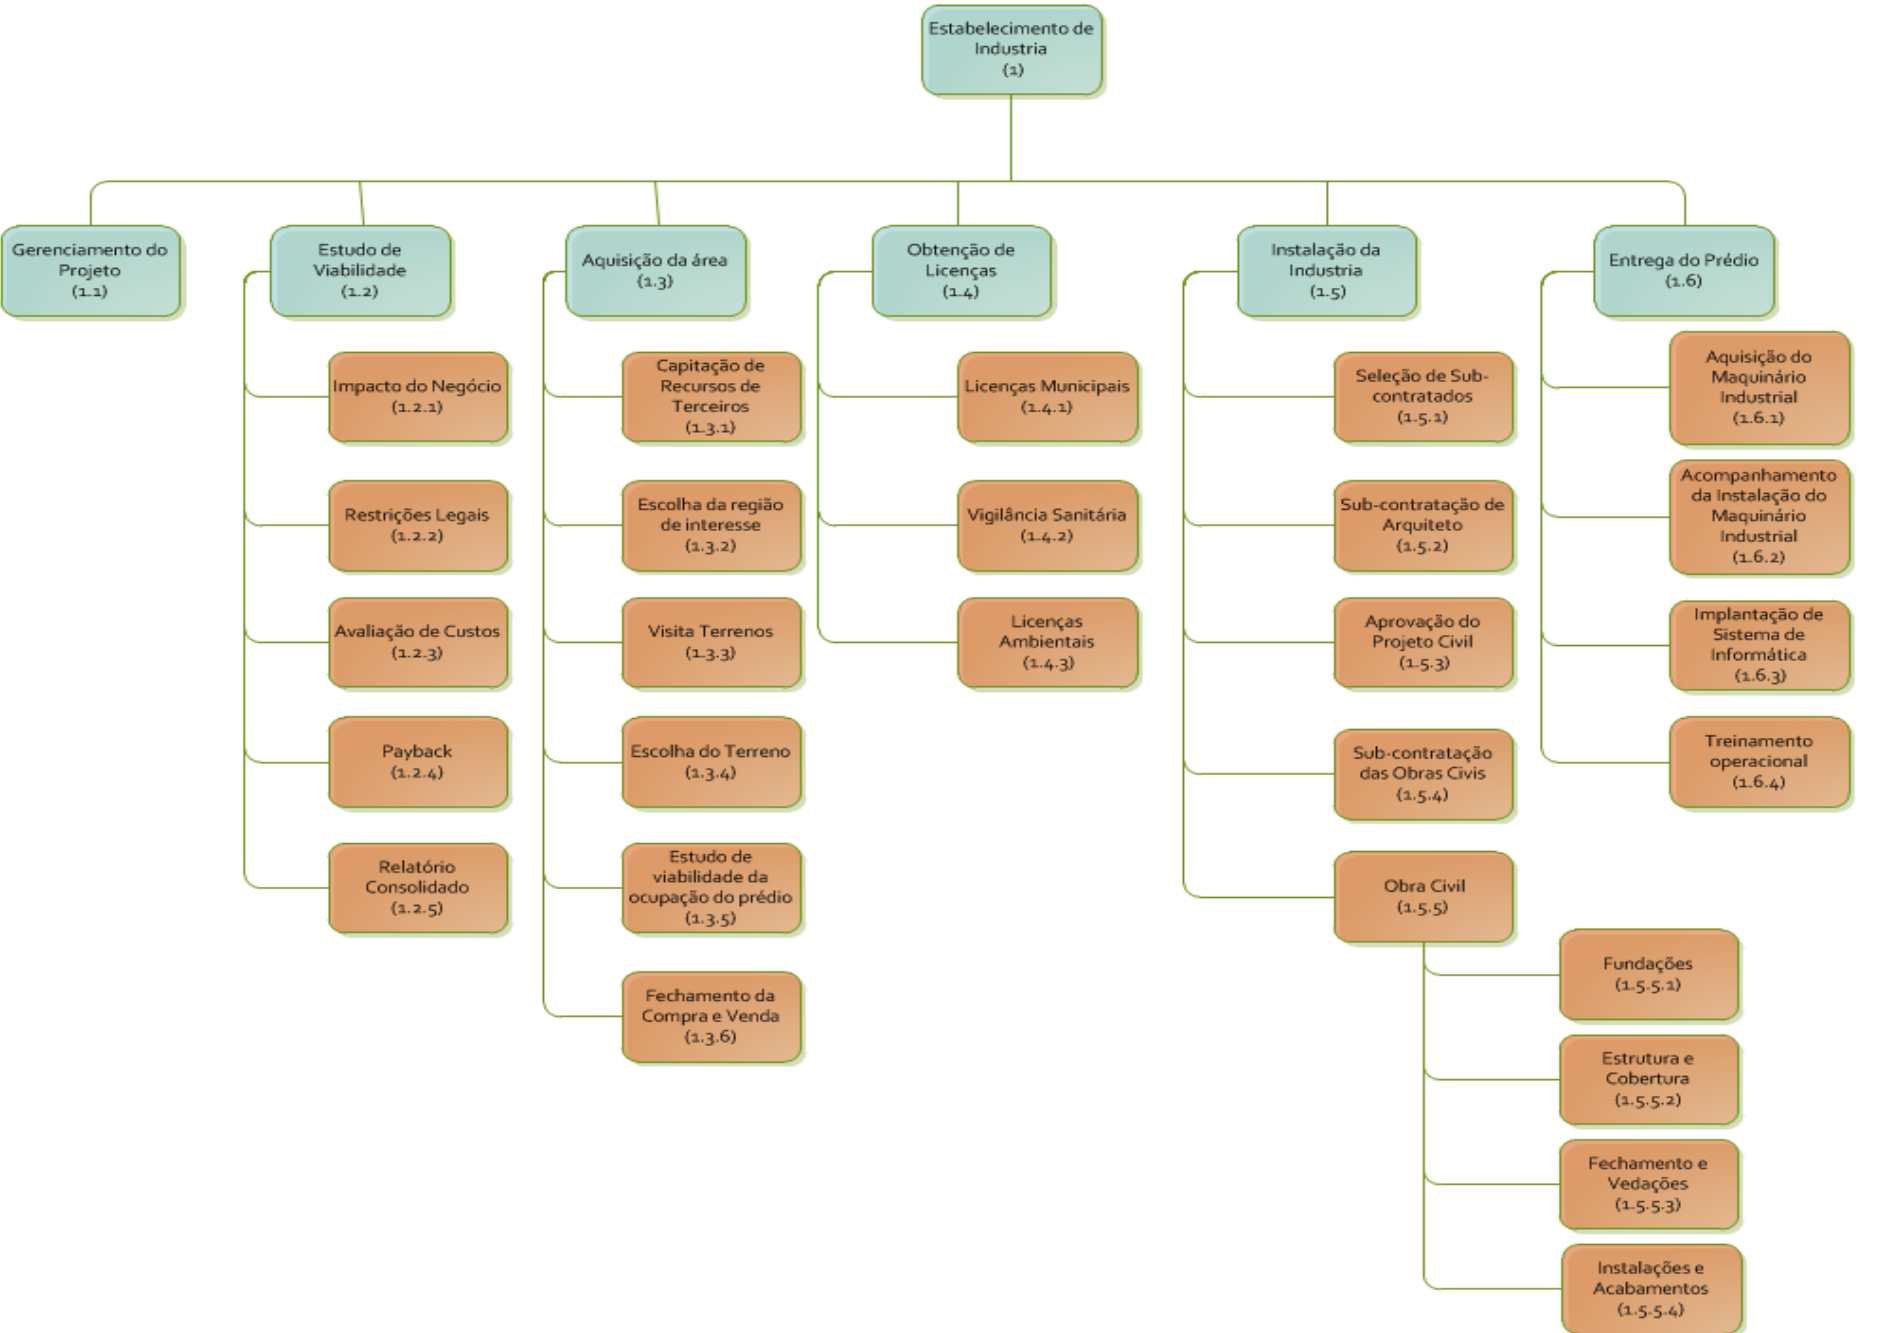 Estabelecimento de
Industria
(1)
Gerenciamento do
Projeto
(1.1)
Estudo de
Viabilidade
(1.2)
Aquisição da área
(1.3)
Obtenção de
Licenças
(1.4)
Instalação da
Industria
(1.5)
Entrega do Prédio
(1.6)
Impacto do Negócio
(1.2.1)
Restrições Legais
(1.2.2)
Avaliação de Custos
(1.2.3)
Payback
(1.2.4)
Relatório
Consolidado
(1.2.5)
Capitação de
Recursos de
Terceiros
(1.3.1)
Escolha da região
de interesse
(1.3.2)
Visita Terrenos
(1.3.3)
Escolha do Terreno
(1.3.4)
Estudo de
viabilidade da
ocupação do prédio
(1.3.5)
Fechamento da
Compra e Venda
(1.3.6)
Licenças Municipais
(1.4.1)
Vigilância Sanitária
(1.4.2)
Licenças
Ambientais
(1.4.3)
Seleção de Sub-
contratados
(1.5.1)
Sub-contratação de
Arquiteto
(1.5.2)
Aprovação do
Projeto Civil
(1.5.3)
Sub-contratação
das Obras Civis
(1.5.4)
Obra Civil
(1.5.5)
Fundações
(1.5.5.1)
Estrutura e
Cobertura
(1.5.5.2)
Fechamento e
Vedações
(1.5.5.3)
Instalações e
Acabamentos
(1.5.5.4)
Aquisição do
Maquinário
Industrial
(1.6.1)
Acompanhamento
da Instalação do
Maquinário
Industrial
(1.6.2)
Implantação de
Sistema de
Informática
(1.6.3)
Treinamento
operacional
(1.6.4)